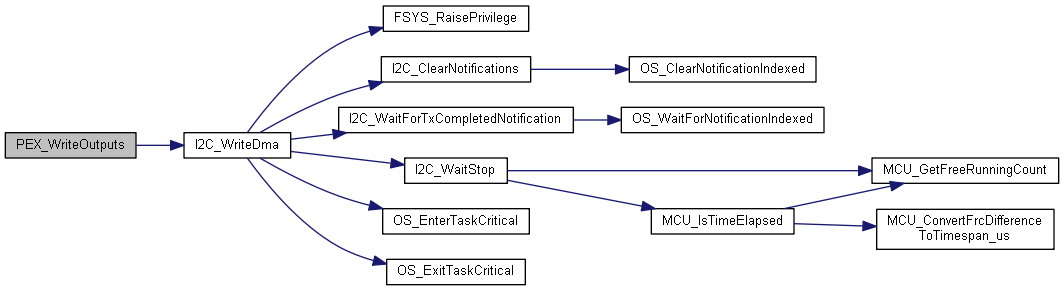 FSYS_RaisePrivilege
I2C_ClearNotifications
OS_ClearNotificationIndexed
I2C_WaitForTxCompletedNotification
OS_WaitForNotificationIndexed
PEX_WriteOutputs
I2C_WriteDma
I2C_WaitStop
MCU_GetFreeRunningCount
OS_EnterTaskCritical
MCU_IsTimeElapsed
MCU_ConvertFrcDifference
ToTimespan_us
OS_ExitTaskCritical